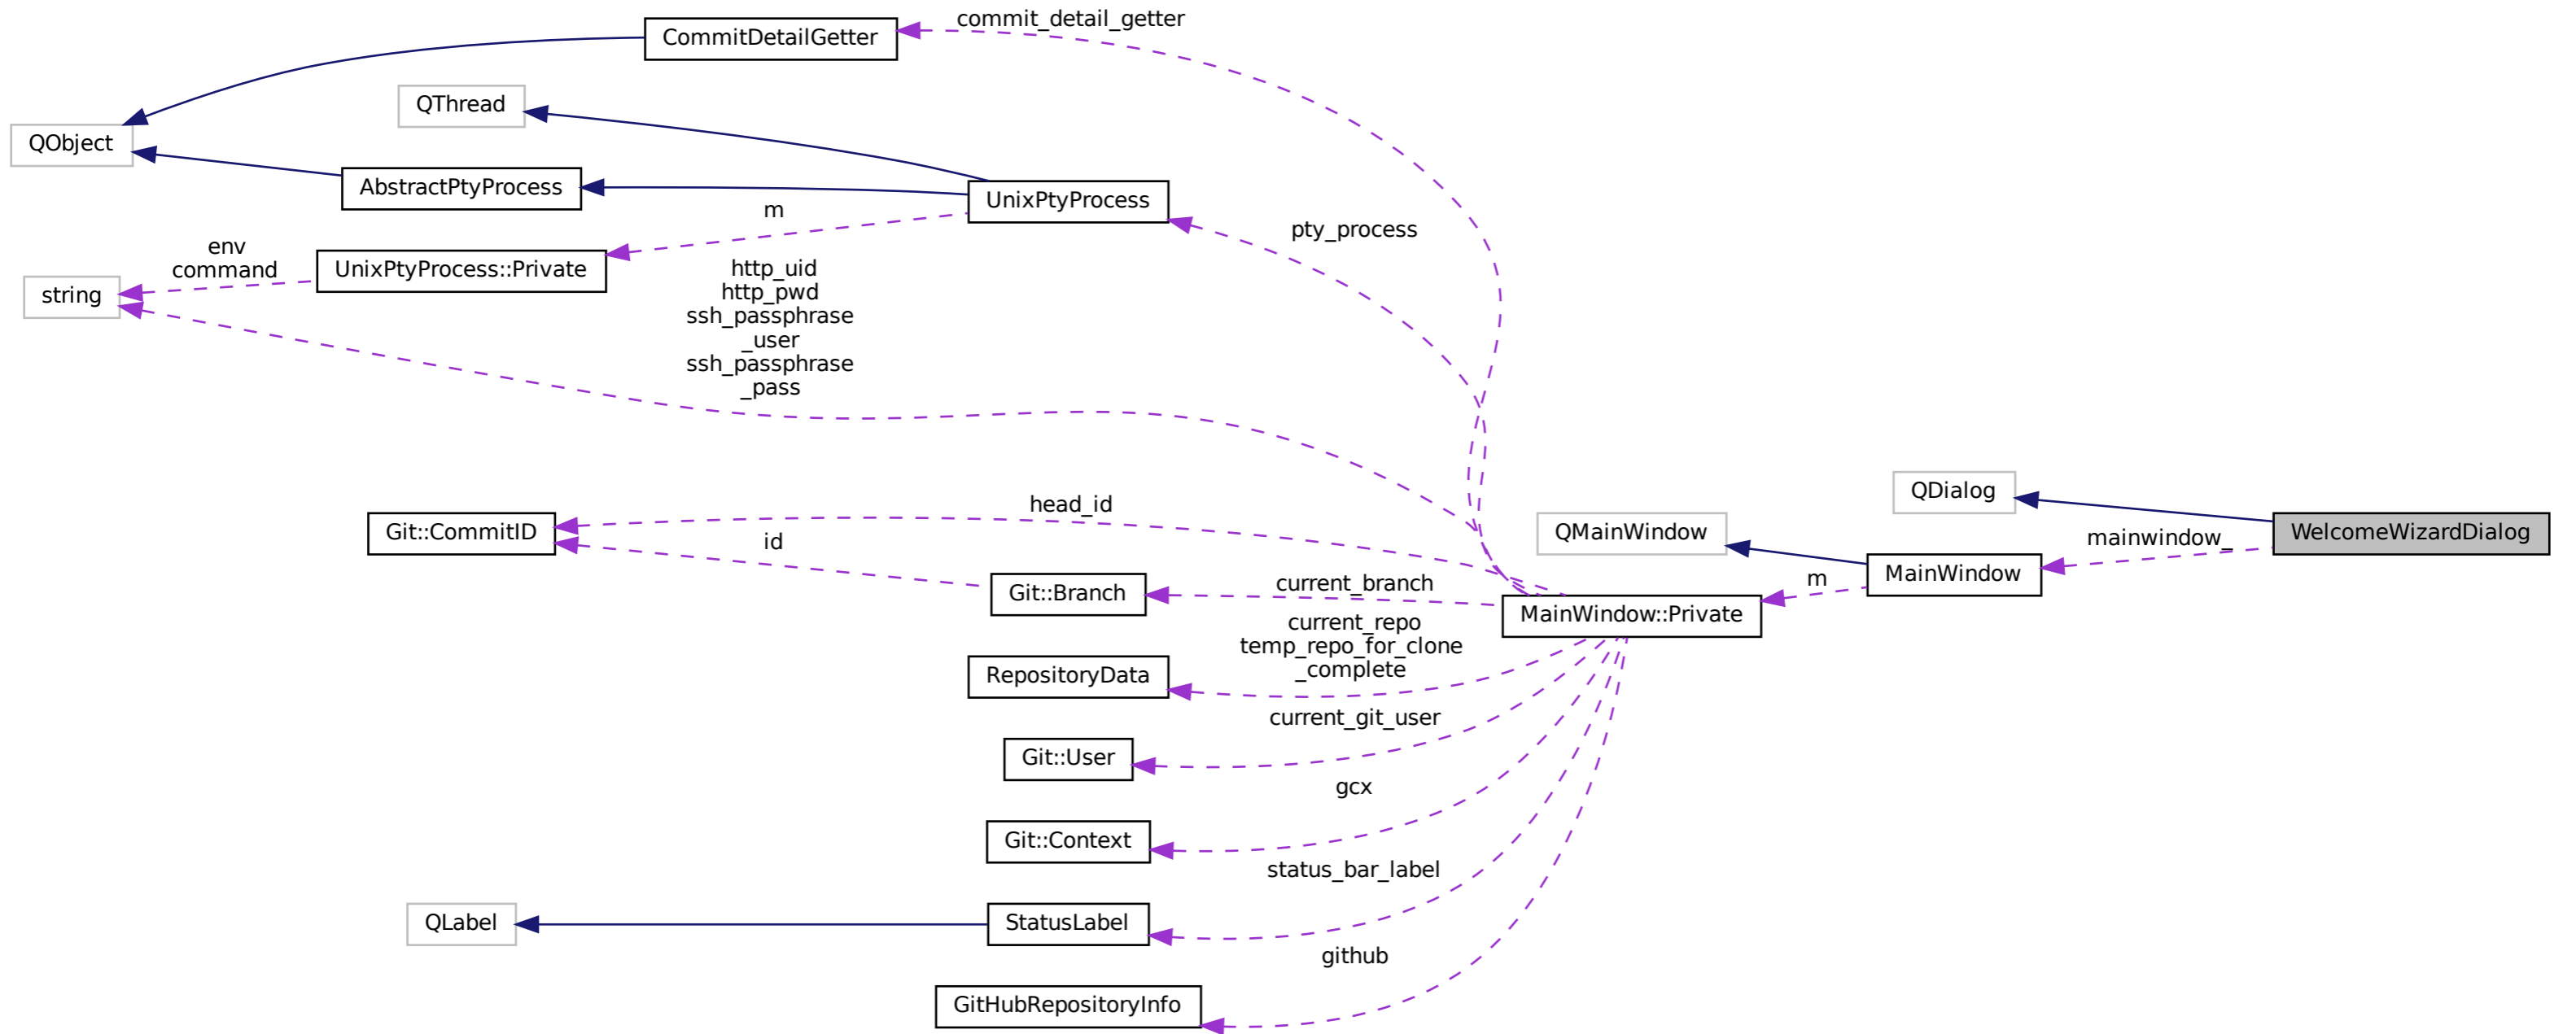 commit_detail_getter
CommitDetailGetter
QThread
QObject
AbstractPtyProcess
UnixPtyProcess
m
pty_process
env
command
UnixPtyProcess::Private
string
http_uid
http_pwd
ssh_passphrase
_user
ssh_passphrase
_pass
QDialog
head_id
Git::CommitID
id
QMainWindow
WelcomeWizardDialog
mainwindow_
MainWindow
m
current_branch
Git::Branch
MainWindow::Private
current_repo
temp_repo_for_clone
_complete
RepositoryData
current_git_user
Git::User
gcx
Git::Context
status_bar_label
QLabel
StatusLabel
github
GitHubRepositoryInfo